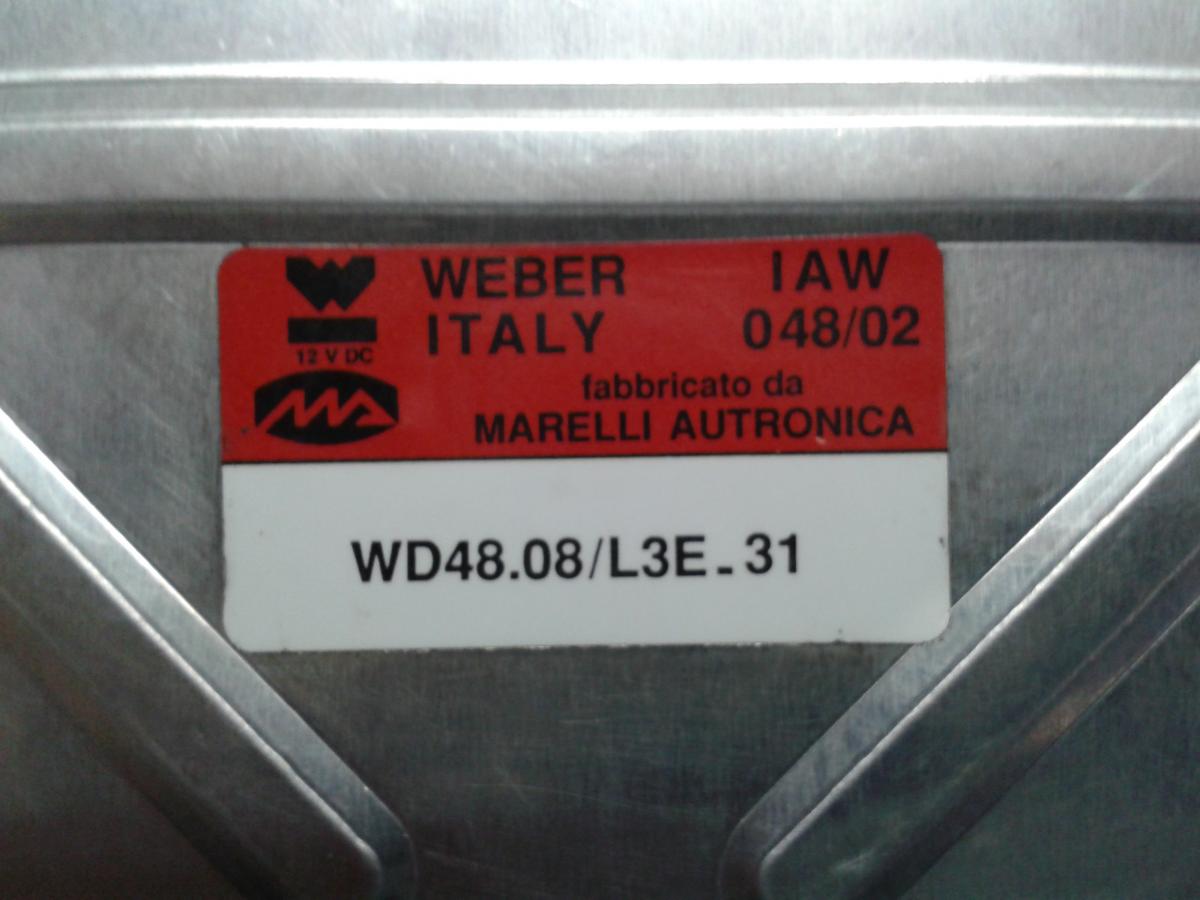 WEBER IAW
ITALY 048/02
12 V DC
fabbricato da
MARELLI AUTRONICA
WD48.08/L3E-31